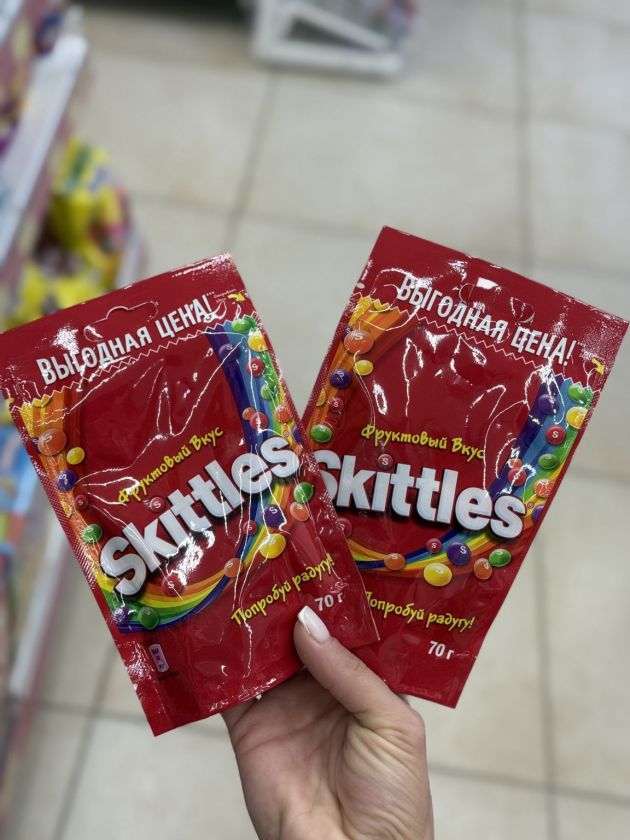 ВЫГОДНАЯ ЦЕНА!
Фруктовый Вкус
Skittles
Попробуй радугу!
70 г
ВЫГОДНАЯ ЦЕНА!
Фруктовый Вкус
Skittles
Попробуй радугу!
70 г